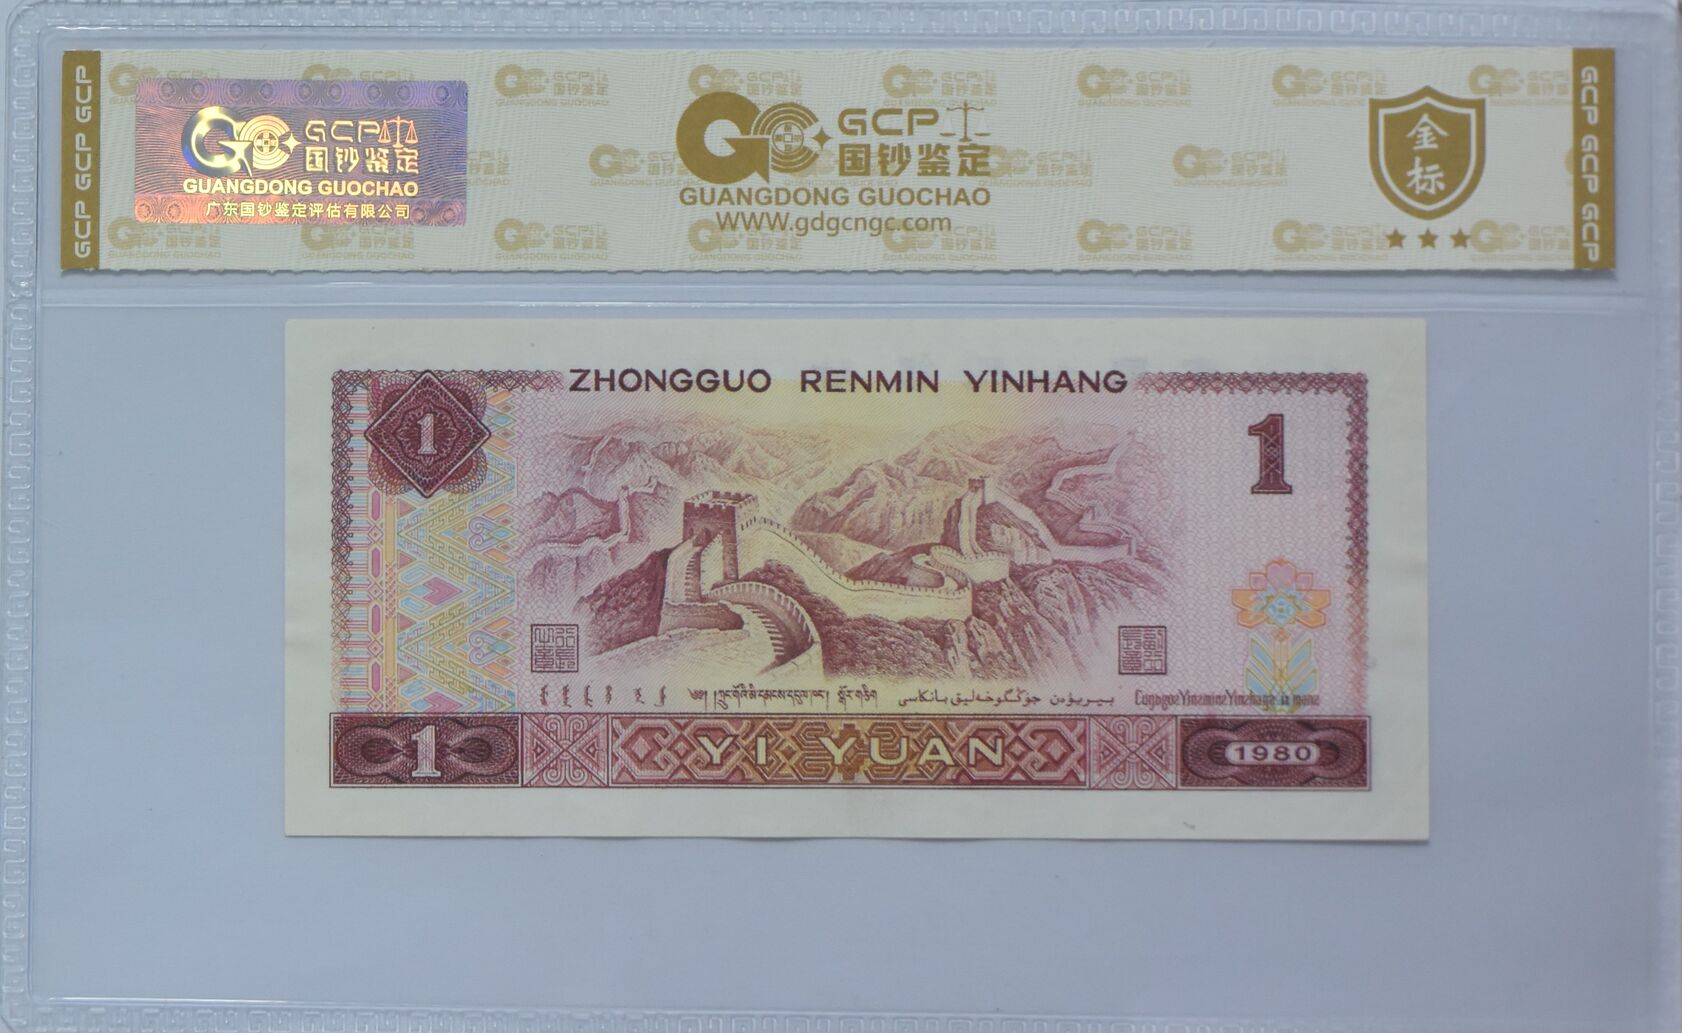 GCP GCP GCP
GCP
国钞鉴定
GUANGDONG GUOCHAO
广东国钞鉴定评估有限公司
GCP
国钞鉴定
GUANGDONG GUOCHAO
WWW.gdgcngc.com
金标
GCP GCP GCP
ZHONGGUO RENMIN YINHANG
1
1
1
YI YUAN
1980